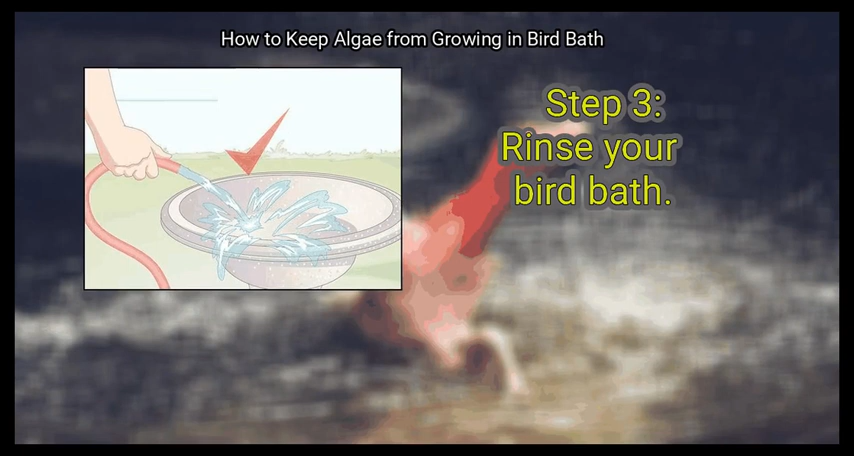 How to Keep Algae from Growing in Bird Bath
Step 3:
Rinse your
bird bath.